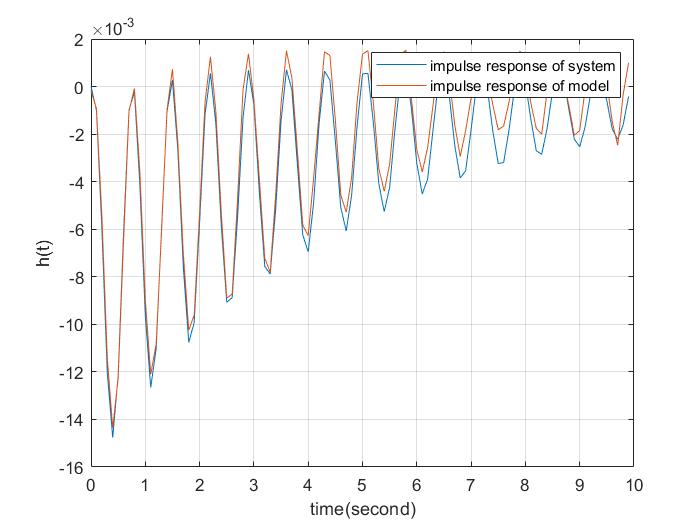 ×10-3
2
0
-2
-4
-6
-8
-10
-12
-14
-16
0 1 2 3 4 5 6 7 8 9 10
h(t)
time(second)
impulse response of system
impulse response of model